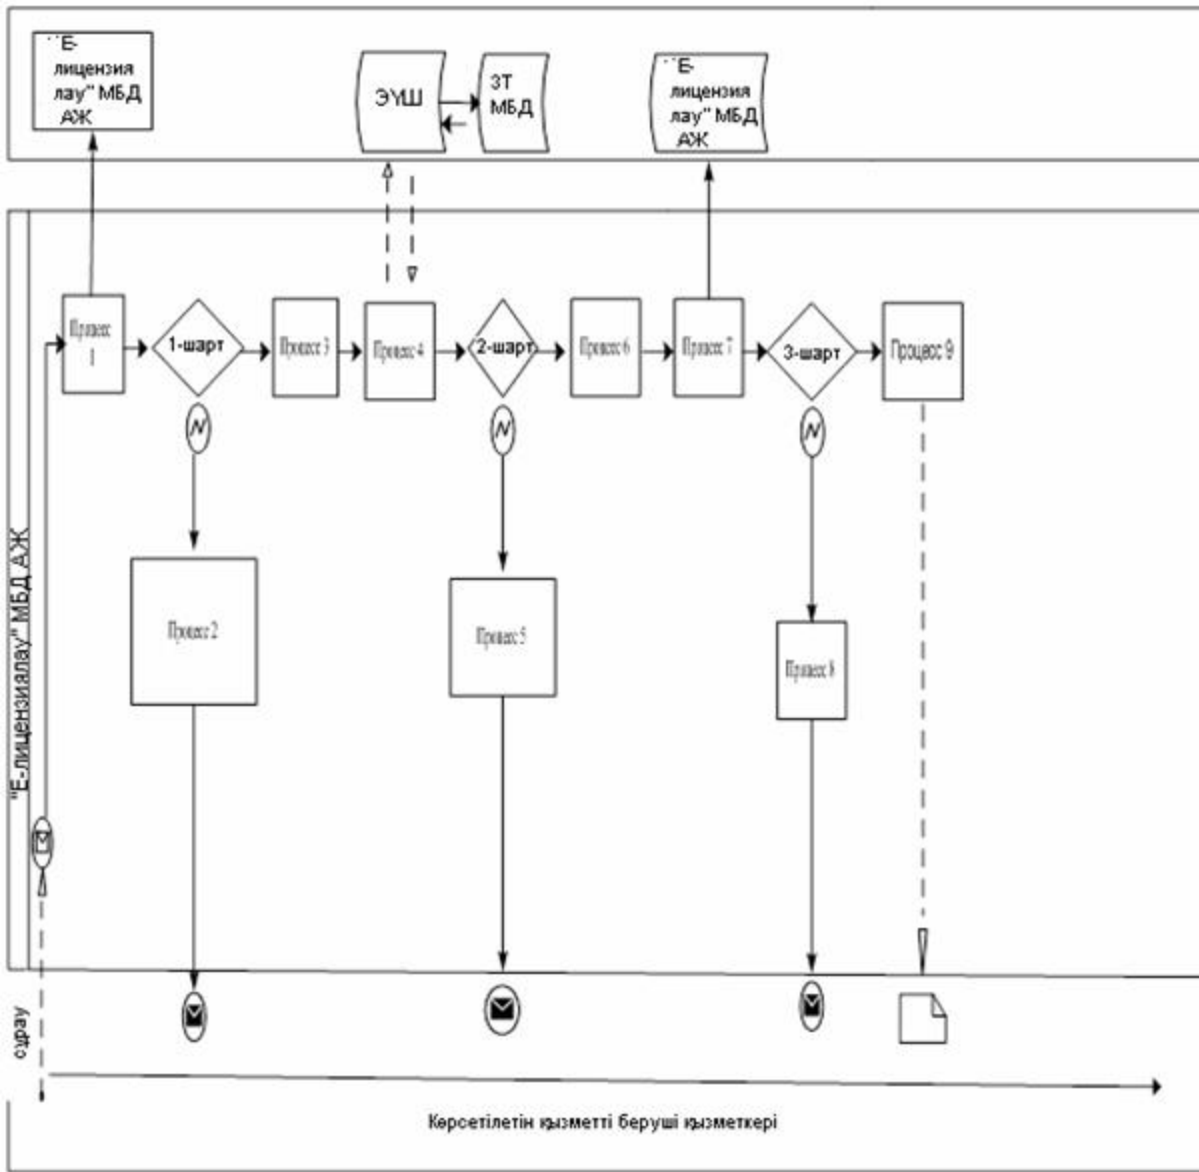 "Е-
лицензия
лау" МБД
АЖ
ЭҮШ
ЗТ
МБД
"Е-
лицензия
лау" МБД
АЖ
Процесс
1
1-шарт
Процесс 3
Процесс 4
2-шарт
Процесс 6
Процесс 7
3-шарт
Процесс 9
N
N
N
Процесс 2
Процесс 5
Процесс 8
"Е-лицензиялау" МБД АЖ
сұрау
Көрсетілетін қызметті беруші қызметкері